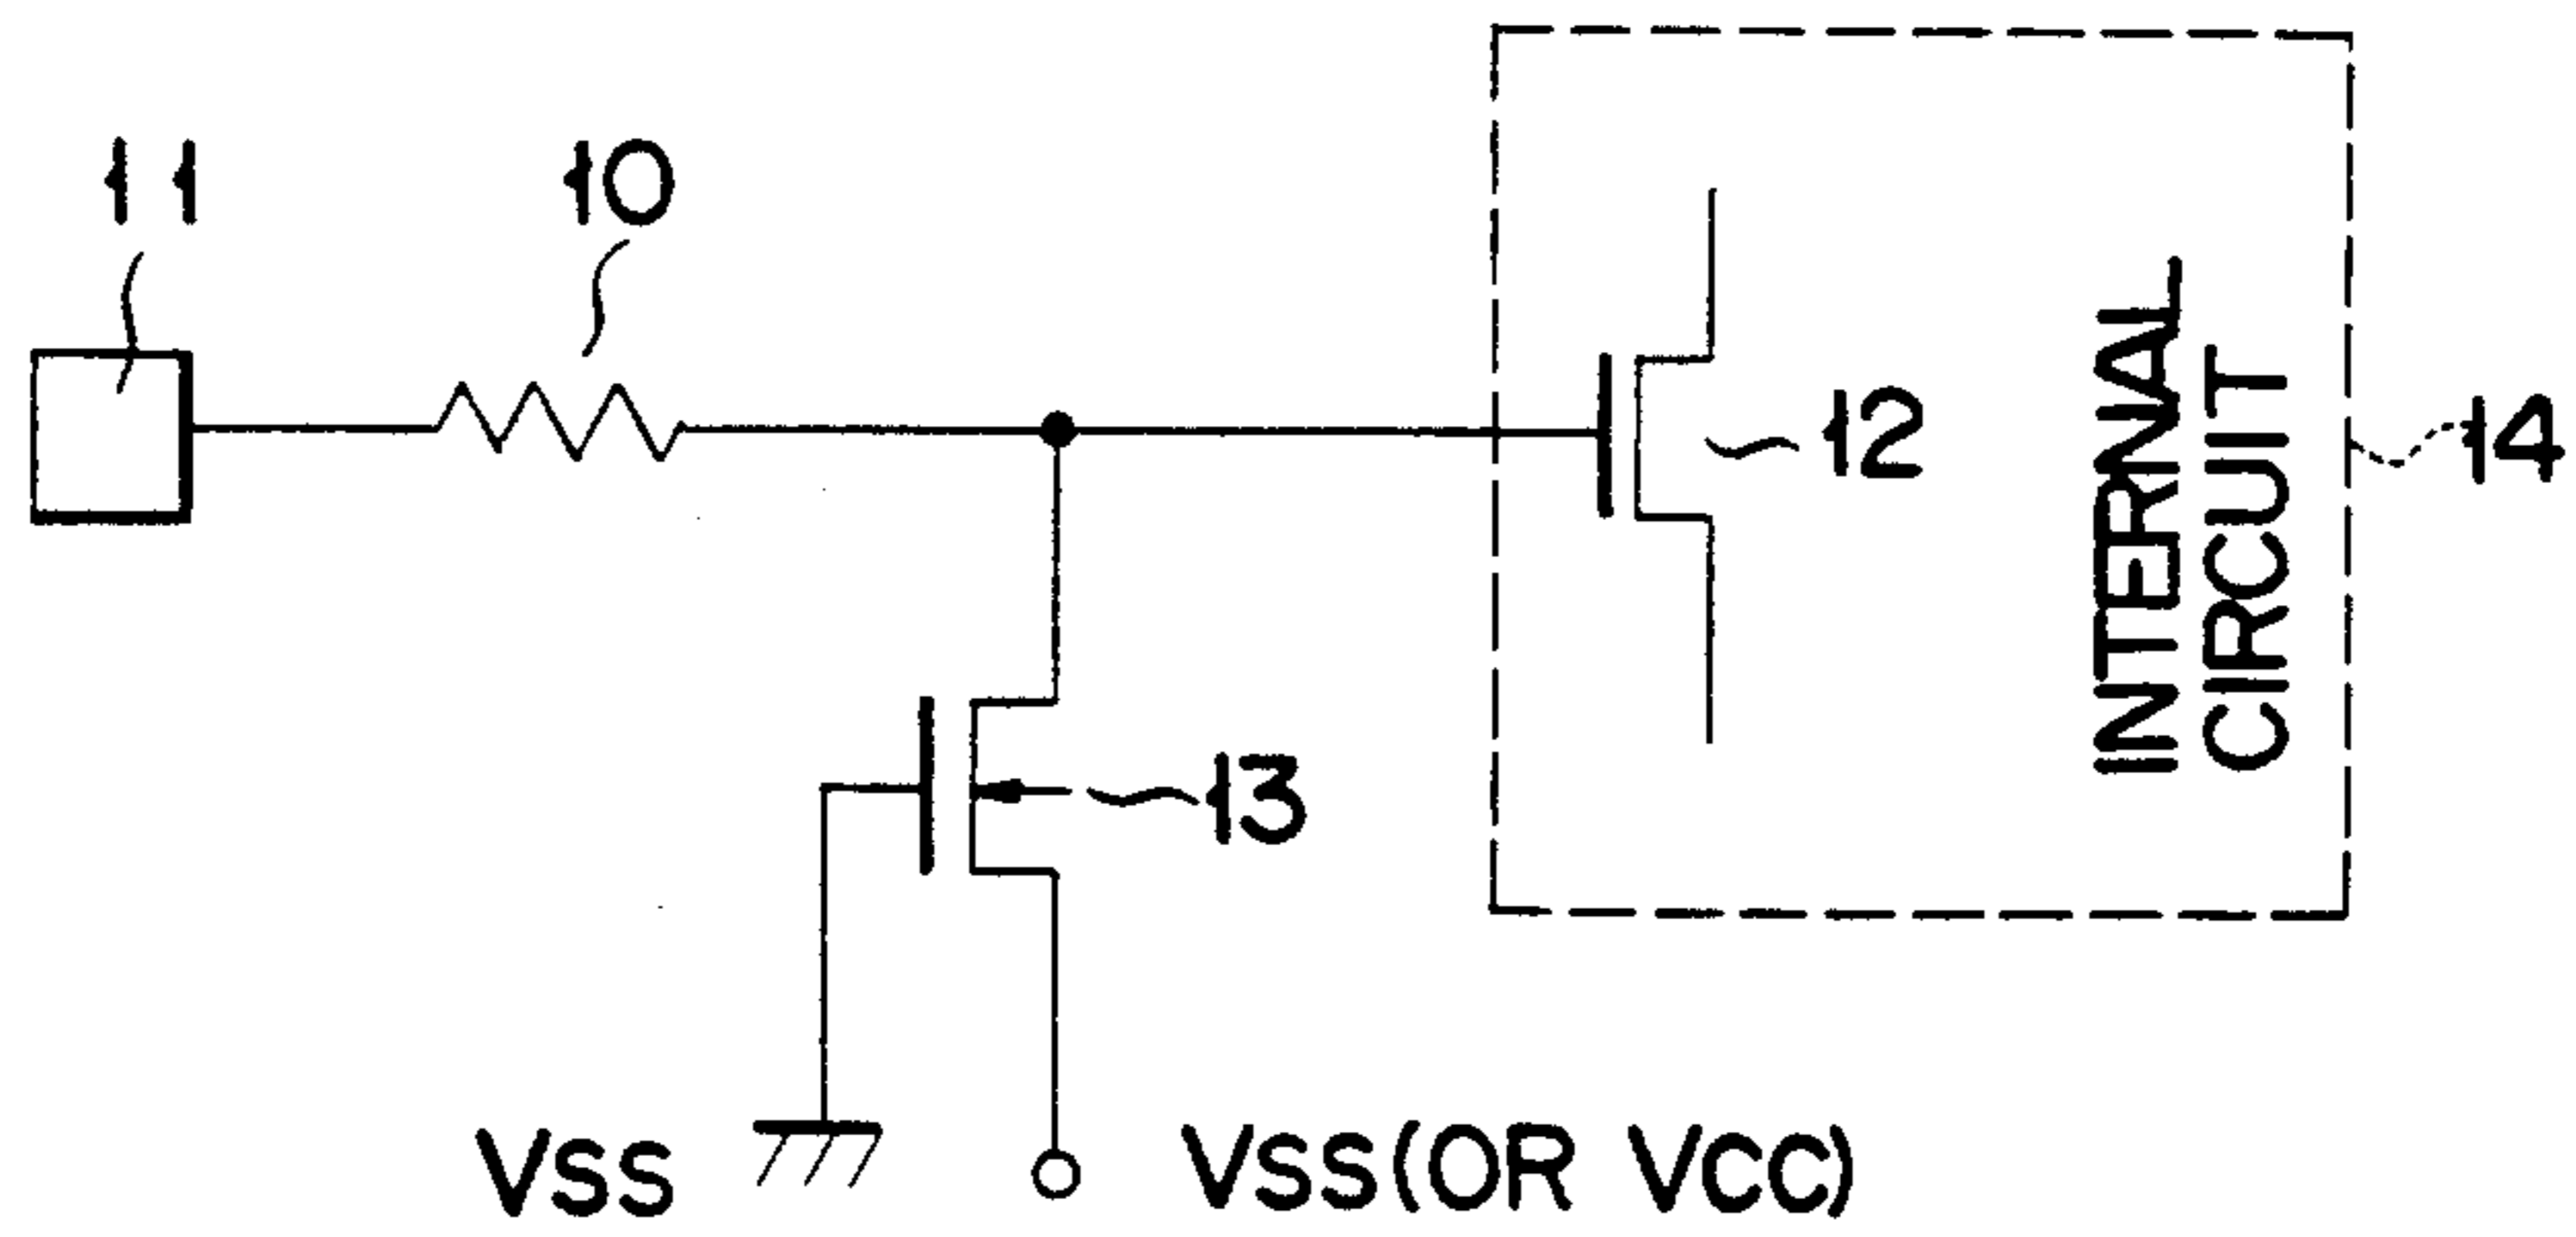 11
10
12
INTERNAL
CIRCUIT
14
13
VSS
VSS(OR VCC)